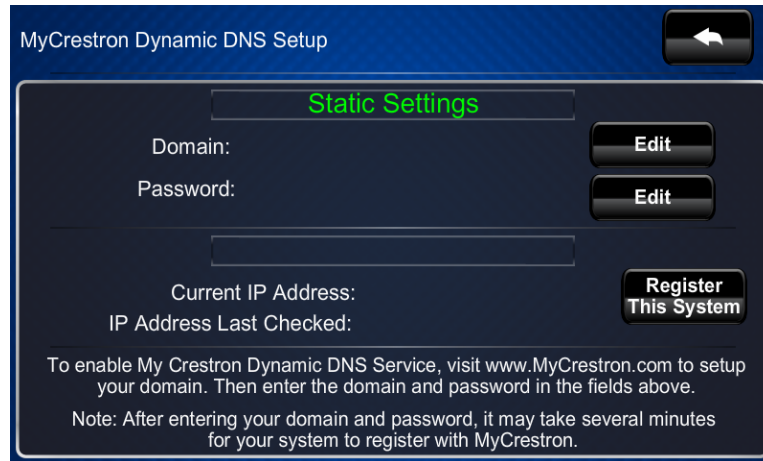 MyCrestron Dynamic DNS Setup
Static Settings
Domain:
Edit
Password:
Edit
Current IP Address:
Register
This System
IP Address Last Checked:
To enable My Crestron Dynamic DNS Service, visit www.MyCrestron.com to setup
your domain. Then enter the domain and password in the fields above.
Note: After entering your domain and password, it may take several minutes
for your system to register with MyCrestron.